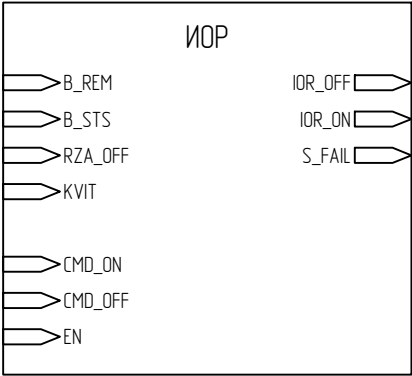 ИОР
B_REM
IOR_OFF
B_STS
IOR_ON
RZA_OFF
S_FAIL
KVIT
CMD_ON
CMD_OFF
EN